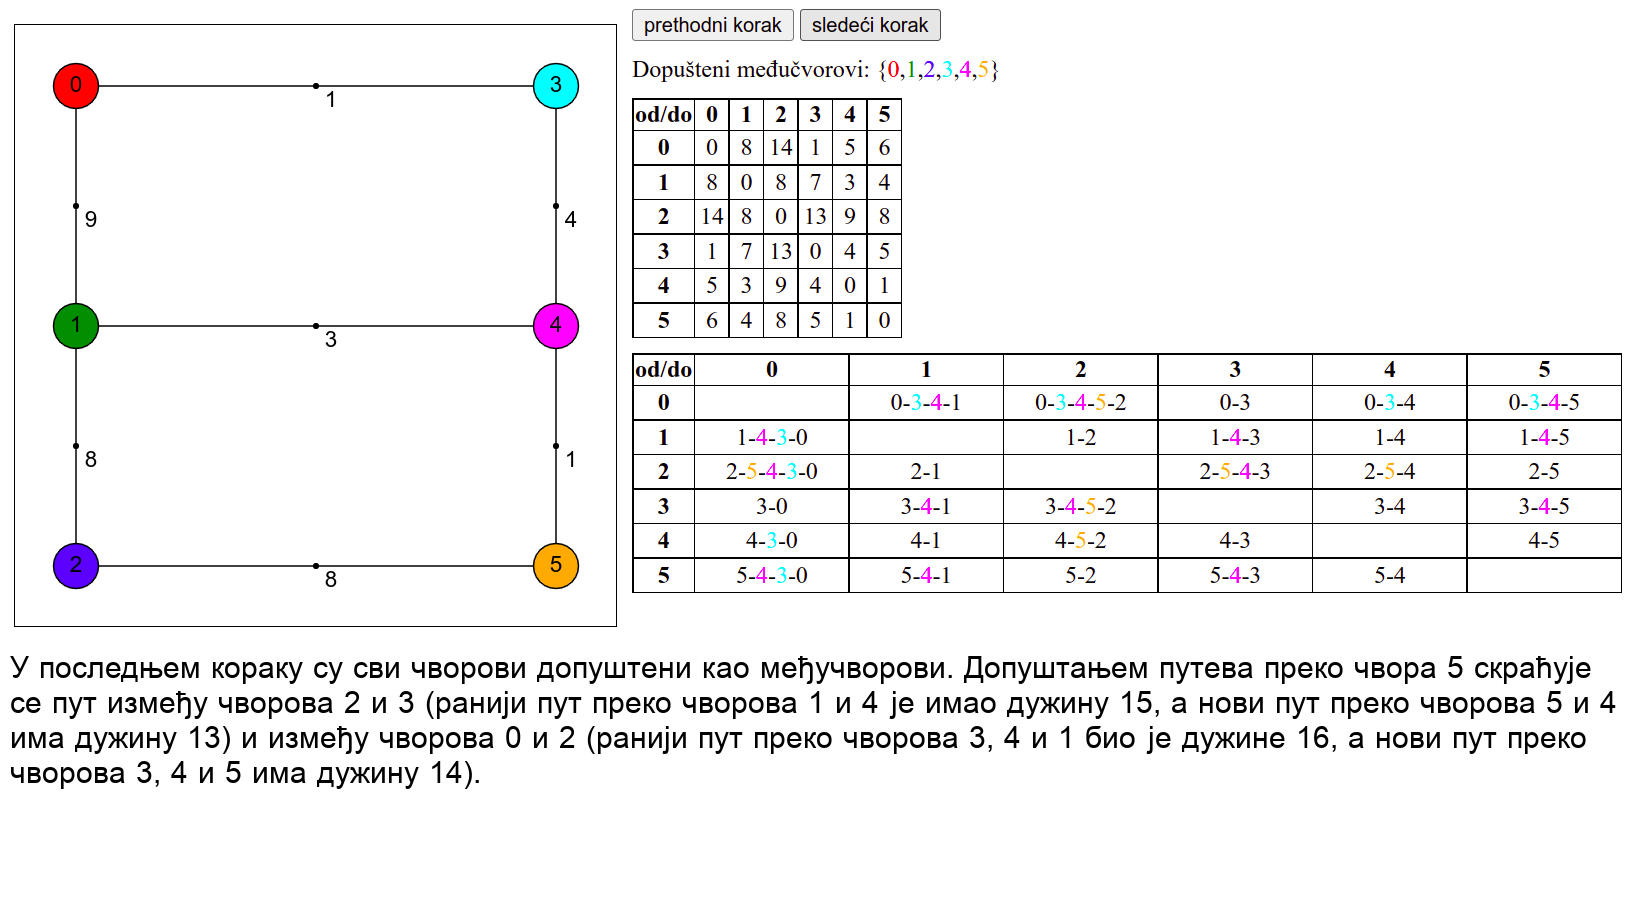 prethodni korak sledeći korak
Dopušteni međučvorovi: {0,1,2,3,4,5}
0 1 3
9 4
1 3 4
8 1
2 8 5
od/do 0 1 2 3 4 5
0 0 8 14 1 5 6
1 8 0 8 7 3 4
2 14 8 0 13 9 8
3 1 7 13 0 4 5
4 5 3 9 4 0 1
5 6 4 8 5 1 0
od/do 0 1 2 3 4 5
0 0-3-4-1 0-3-4-5-2 0-3 0-3-4 0-3-4-5
1 1-4-3-0 1-2 1-4-3 1-4 1-4-5
2 2-5-4-3-0 2-1 2-5-4-3 2-5-4 2-5
3 3-0 3-4-1 3-4-5-2 3-4 3-4-5
4 4-3-0 4-1 4-5-2 4-3 4-5
5 5-4-3-0 5-4-1 5-2 5-4-3 5-4
У последњем кораку су сви чворови допуштени као међучворови. Допуштањем путева преко чвора 5 скраћује
се пут између чворова 2 и 3 (ранији пут преко чворова 1 и 4 је имао дужину 15, а нови пут преко чворова 5 и 4
има дужину 13) и између чворова 0 и 2 (ранији пут преко чворова 3, 4 и 1 био је дужине 16, а нови пут преко
чворова 3, 4 и 5 има дужину 14).